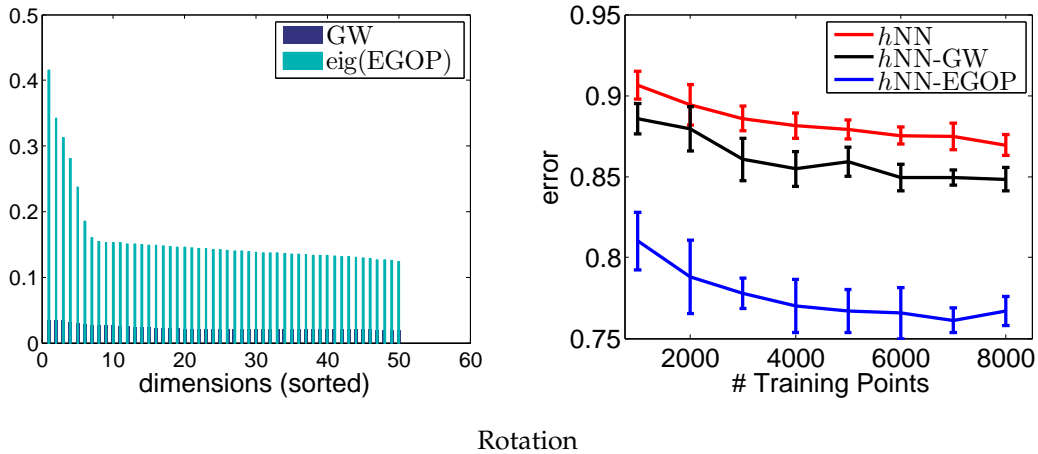 0.5
0.4
0.3
0.2
0.1
0
0 10 20 30 40 50 60
dimensions (sorted)
GW
eig(EGOP)
0.95
0.9
0.85
0.8
0.75
error
2000 4000 6000 8000
# Training Points
hNN
hNN-GW
hNN-EGOP
Rotation